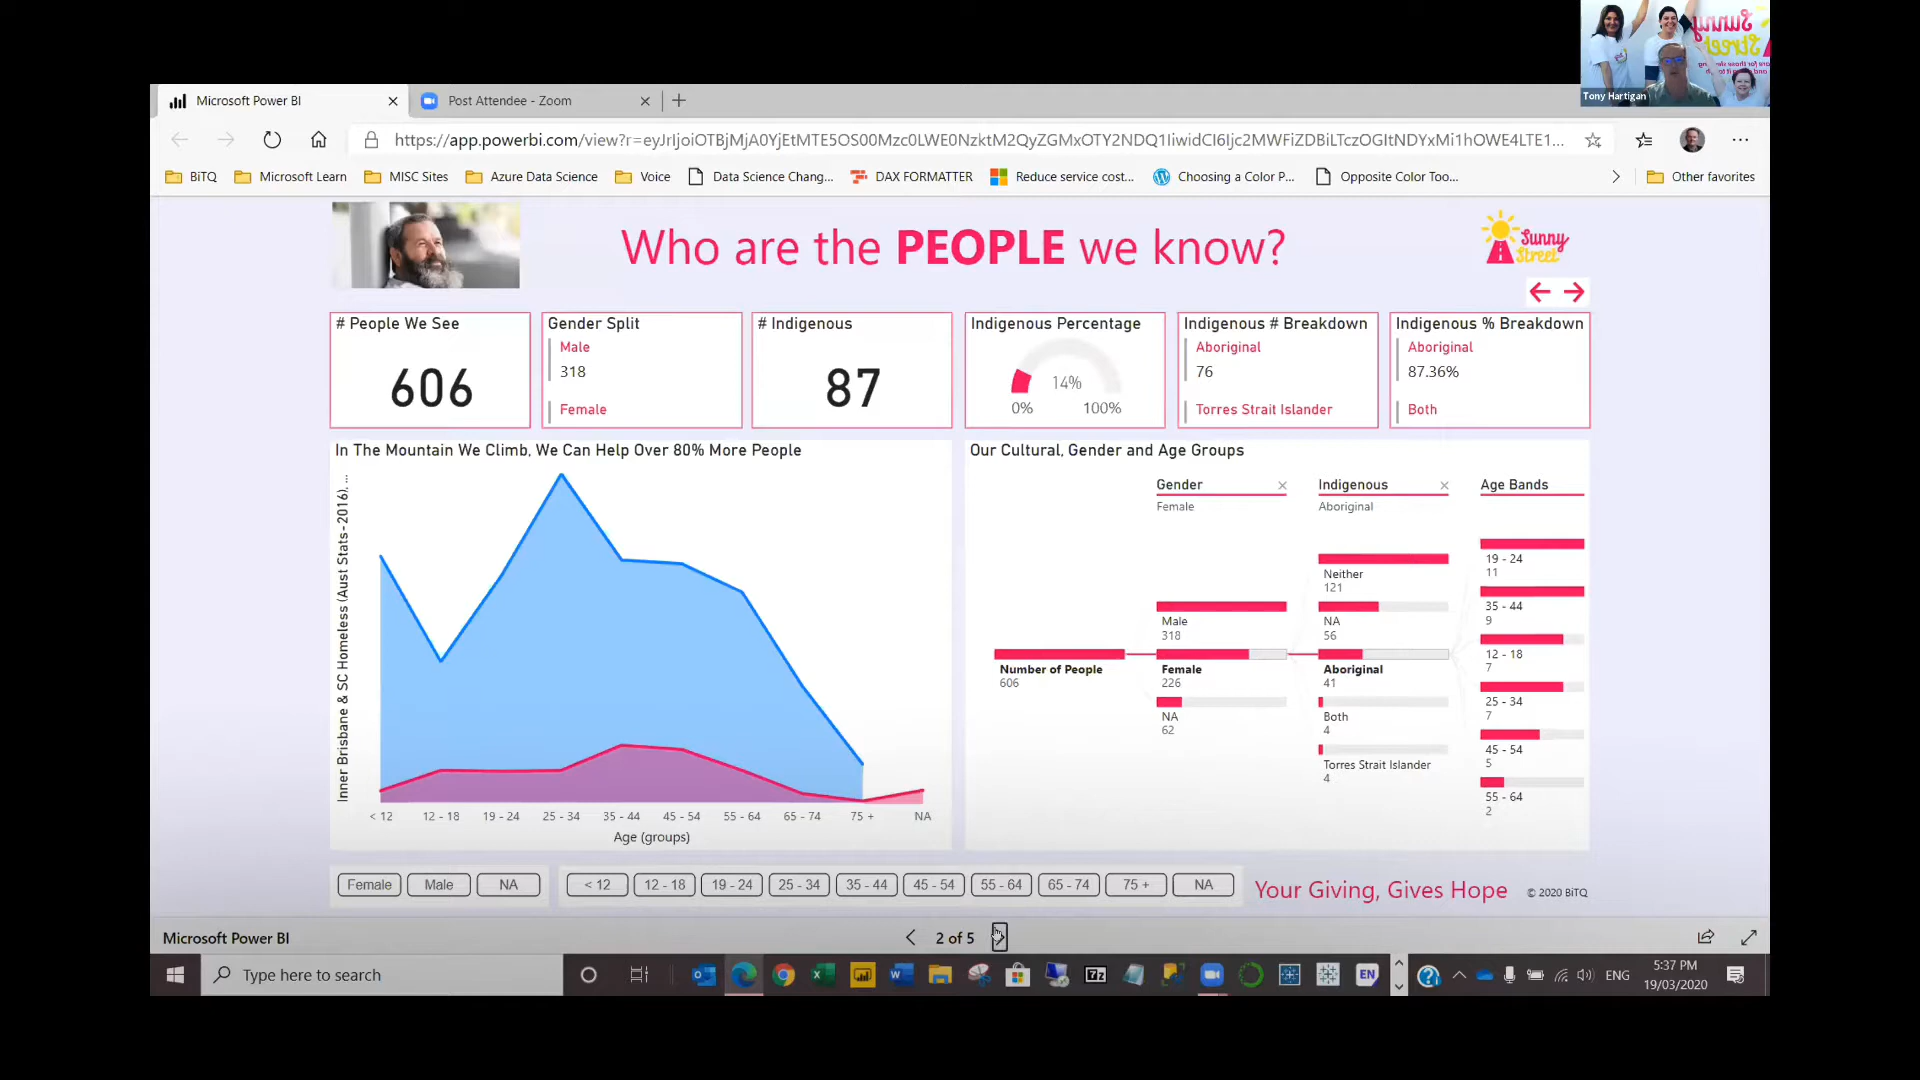 Sunny
Street
Tony Hartigan
Microsoft Power BI
Post Attendee - Zoom
https://app.powerbi.com/view?r=eyJrIjoiOTBjMjA0YjEtMTE5OS00Mzc0LWE0NzktM2QyZGMxOTY2NDQ1IiwidCI6Ijc2MWFiZDBiLTczOGItNDYxMi1hOWE4LTE1...
BiTQ
Microsoft Learn
MISC Sites
Azure Data Science
Voice
Data Science Chang...
DAX FORMATTER
Reduce service cost...
Choosing a Color P...
Opposite Color Too...
Other favorites
Who are the PEOPLE we know?
Sunny
Street
# People We See
606
Gender Split
Male
318
Female
# Indigenous
87
Indigenous Percentage
14%
0%
100%
Indigenous # Breakdown
Aboriginal
76
Torres Strait Islander
Indigenous % Breakdown
Aboriginal
87.36%
Both
In The Mountain We Climb, We Can Help Over 80% More People
Inner Brisbane & SC Homeless (Aust Stats - 2016), ...
< 12
12 - 18
19 - 24
25 - 34
35 - 44
45 - 54
55 - 64
65 - 74
75 +
NA
Age (groups)
Our Cultural, Gender and Age Groups
Gender
Female
Indigenous
Aboriginal
Age Bands
Number of People
606
Male
318
Female
226
NA
62
Neither
121
NA
56
Aboriginal
41
Both
4
Torres Strait Islander
4
19 - 24
11
35 - 44
9
12 - 18
7
25 - 34
7
45 - 54
5
55 - 64
2
Female
Male
NA
< 12
12 - 18
19 - 24
25 - 34
35 - 44
45 - 54
55 - 64
65 - 74
75 +
NA
Your Giving, Gives Hope
© 2020 BiTQ
Microsoft Power BI
2 of 5
Type here to search
7z
EN
ENG
5:37 PM
19/03/2020